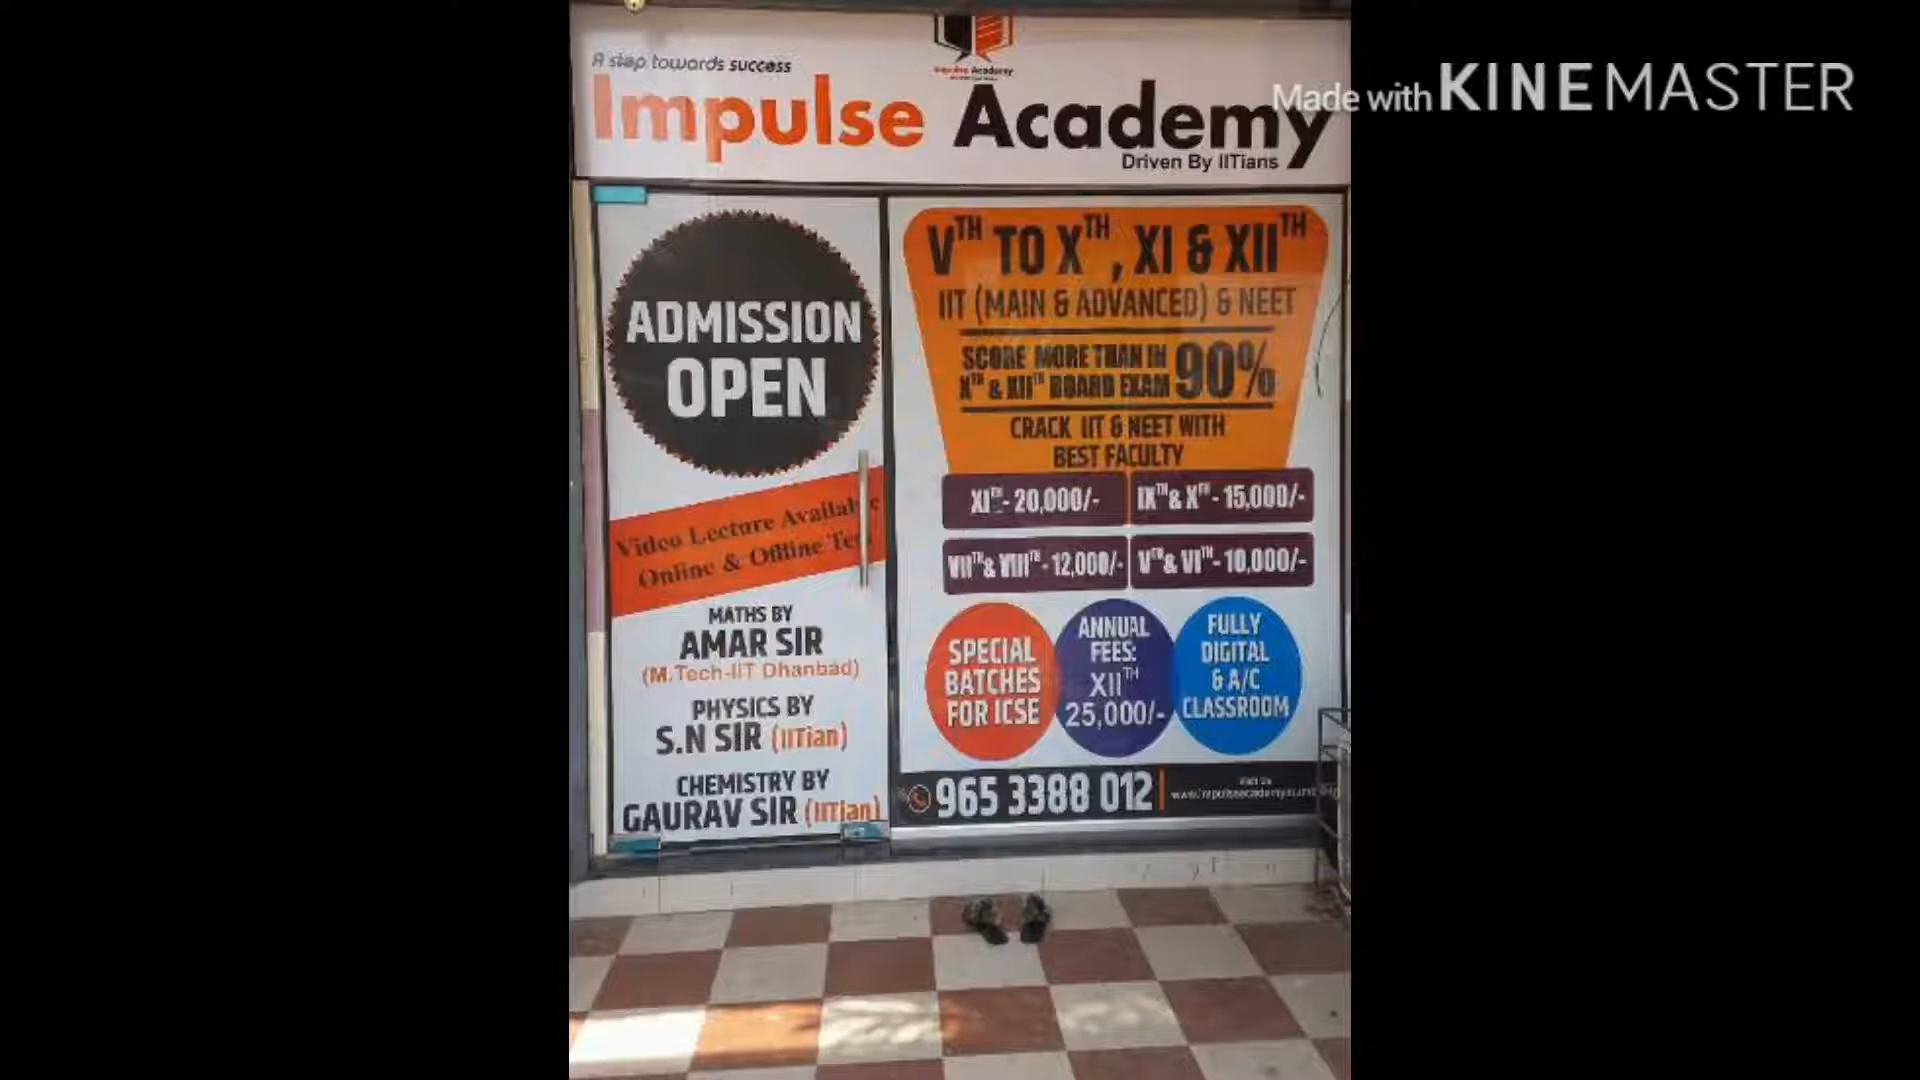 A step towards success
Impulse Academy
Impulse Academy
Driven By IITians
Made with KINEMASTER
ADMISSION
OPEN
Video Lecture
Online & Offline
MATHS BY
AMAR SIR
(M.Tech-IIT Dhanbad)
PHYSICS BY
S.N SIR (IITian)
CHEMISTRY BY
GAURAV SIR (IITian)
VTH TO XTH, XI & XIITH
IIT (MAIN & ADVANCED) & NEET
SCORE MORE THAN IN 90%
XTH & XIITH BOARD EXAM
CRACK IIT & NEET WITH
BEST FACULTY
XITH- 20,000/-
IXTH & XTH - 15,000/-
VIITH & VIIITH - 12,000/-
VTH & VITH - 10,000/-
SPECIAL
BATCHES
FOR ICSE
ANNUAL
FEES:
XIITH
25,000/-
FULLY
DIGITAL
& A/C
CLASSROOM
965 3388 012
Visit Us